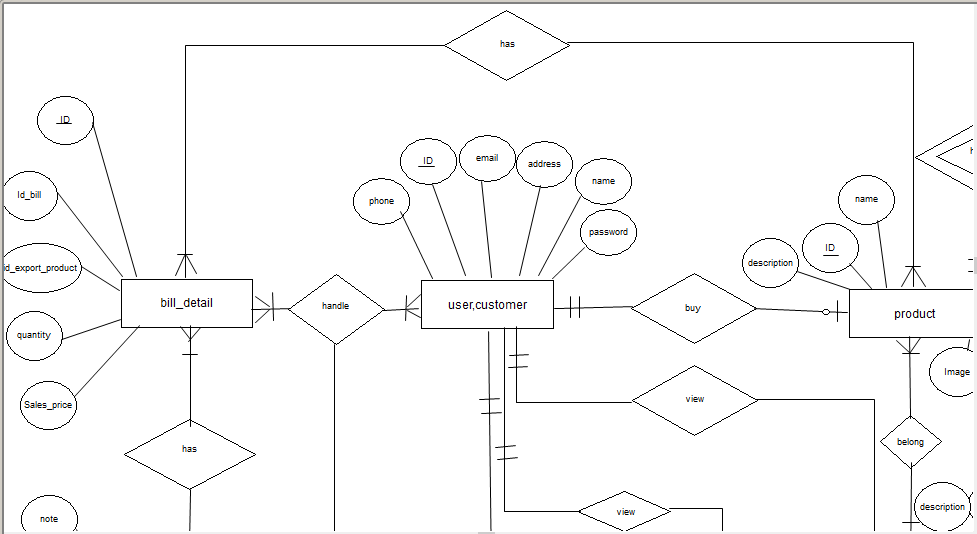 has
ID
ID
email
address
name
phone
password
name
ID
description
Id_bill
id_export_product
bill_detail
handle
user,customer
buy
product
quantity
Image
Sales_price
view
has
belong
note
view
description